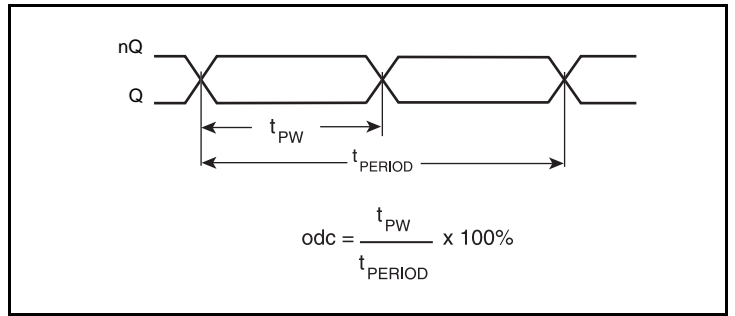 nQ
Q
tPW
tPERIOD
odc = tPW / tPERIOD x 100%